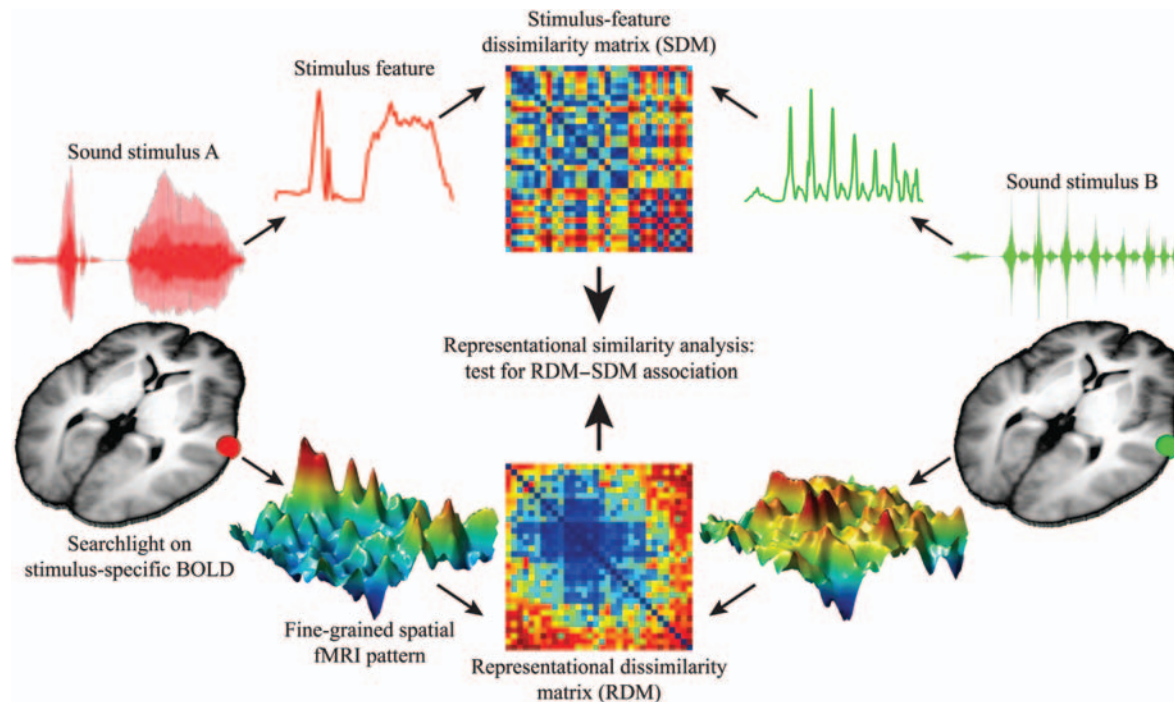 Stimulus-feature
dissimilarity matrix (SDM)
Stimulus feature
Sound stimulus A
Sound stimulus B
Representational similarity analysis:
test for RDM–SDM association
Searchlight on
stimulus-specific BOLD
Fine-grained spatial
fMRI pattern
Representational dissimilarity
matrix (RDM)